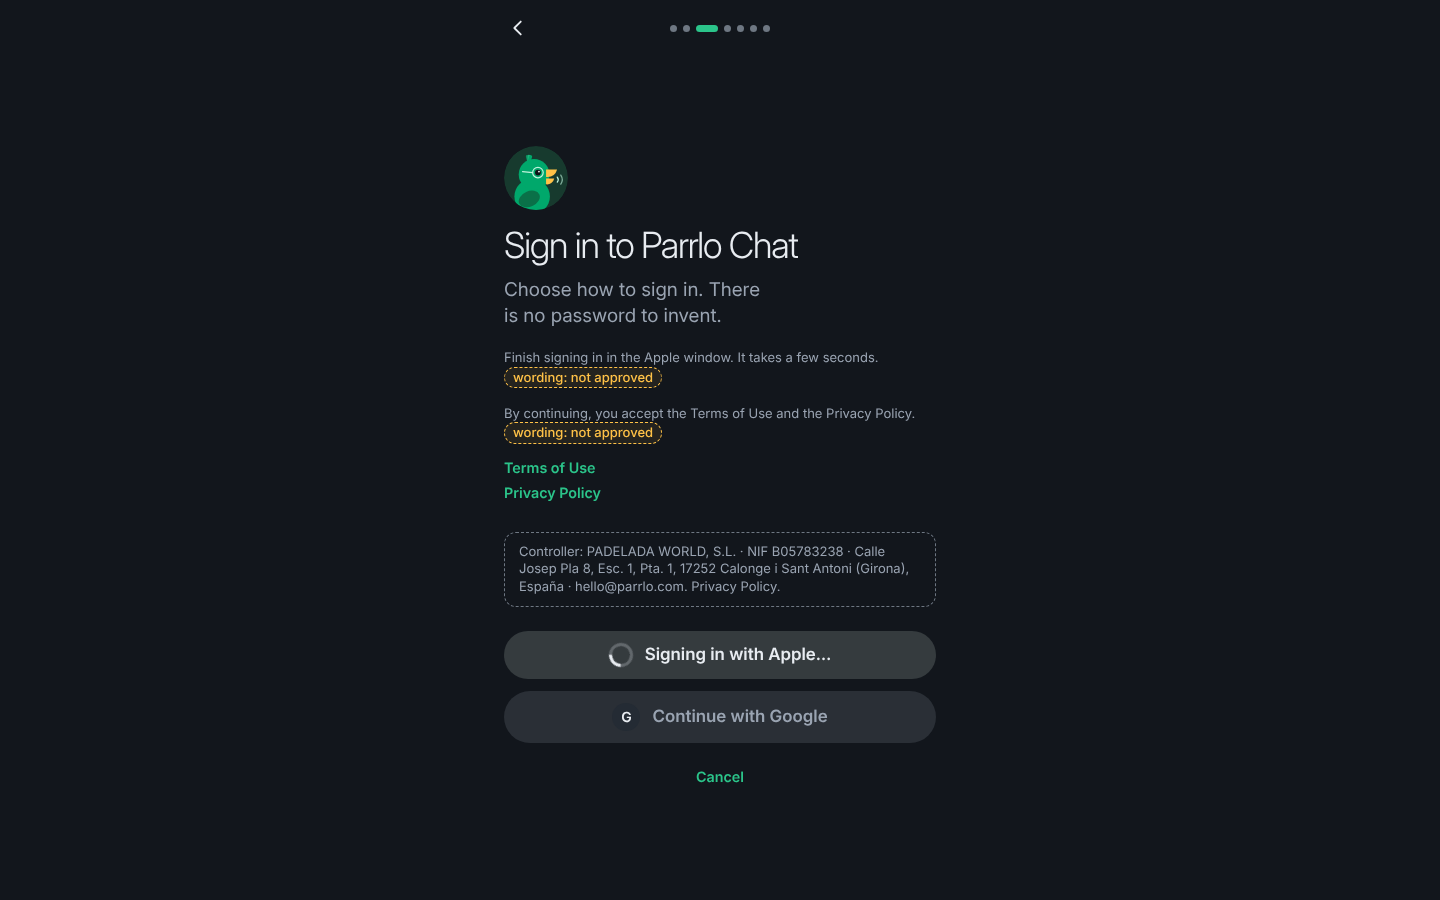 Sign in to Parrlo Chat
Choose how to sign in. There
is no password to invent.
Finish signing in in the Apple window. It takes a few seconds.
wording: not approved
By continuing, you accept the Terms of Use and the Privacy Policy.
wording: not approved
Terms of Use
Privacy Policy
Controller: PADELADA WORLD, S.L. · NIF B05783238 · Calle
Josep Pla 8, Esc. 1, Pta. 1, 17252 Calonge i Sant Antoni (Girona),
España · hello@parrlo.com. Privacy Policy.
Signing in with Apple...
G Continue with Google
Cancel